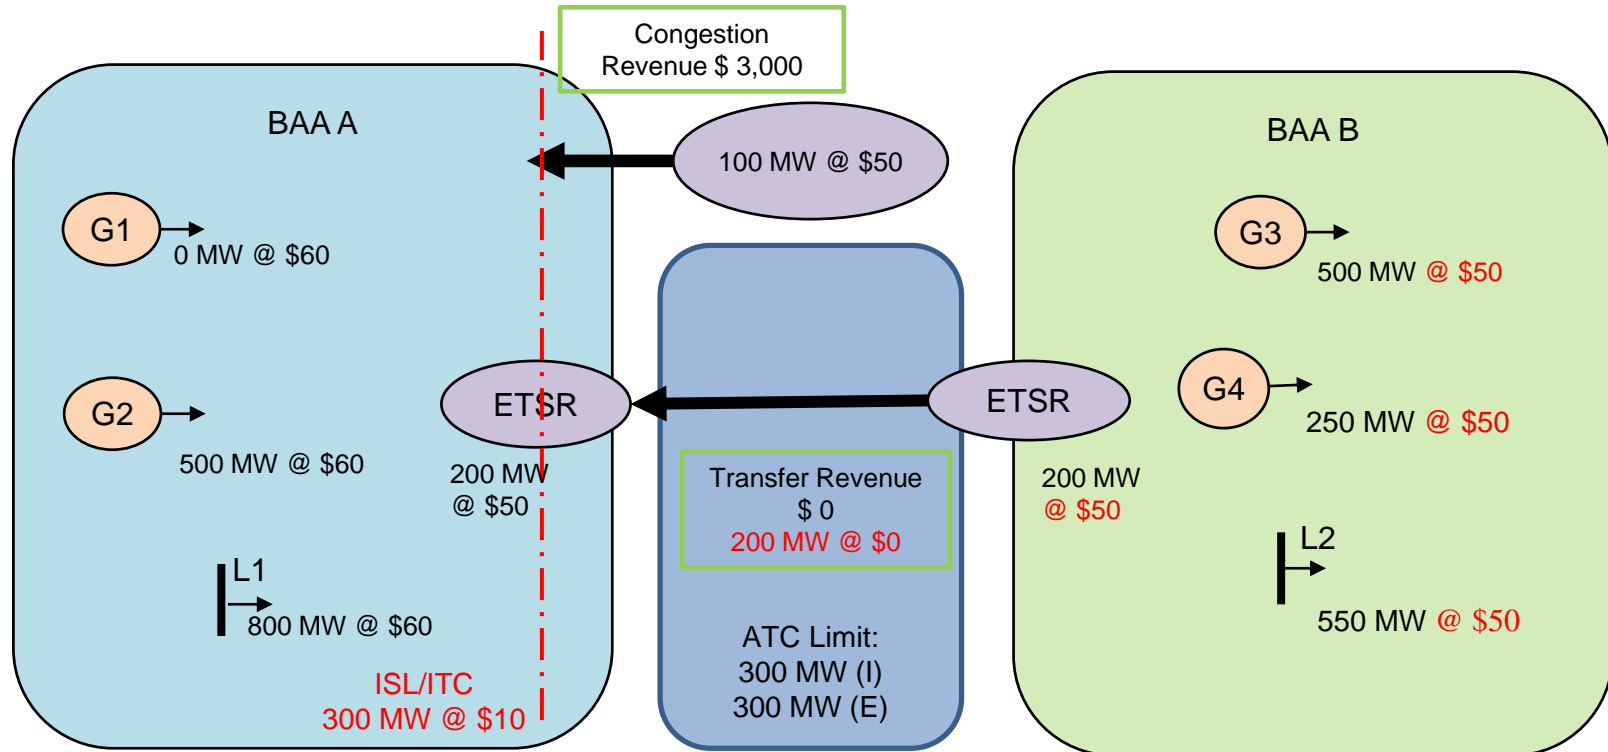 Congestion
Revenue $ 3,000
BAA A
BAA B
100 MW @ $50
G1
0 MW @ $60
G3
500 MW @ $50
G2
500 MW @ $60
ETSR
200 MW
@ $50
ETSR
200 MW
@ $50
G4
250 MW @ $50
Transfer Revenue
$ 0
200 MW @ $0
L1
800 MW @ $60
L2
550 MW @ $50
ISL/ITC
300 MW @ $10
ATC Limit:
300 MW (I)
300 MW (E)